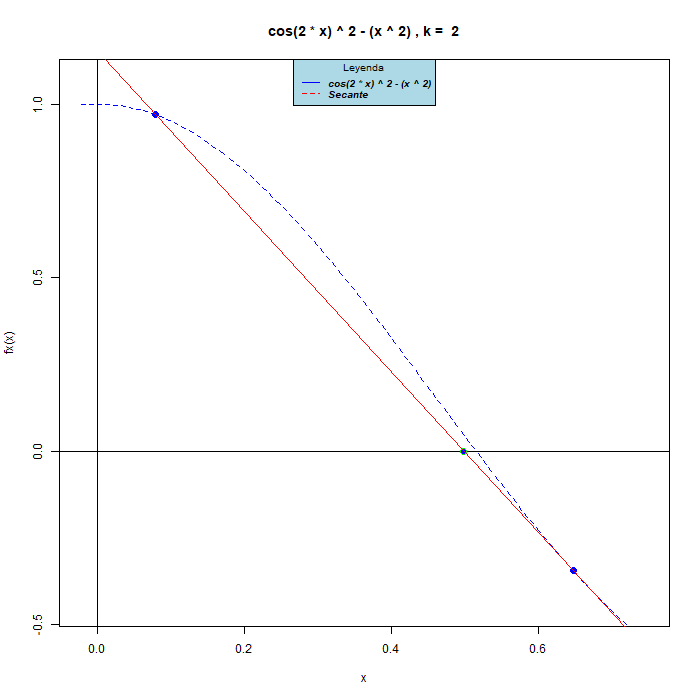 cos(2 * x) ^ 2 - (x ^ 2) , k =  2
Leyenda
cos(2 * x) ^ 2 - (x ^ 2)
Secante
1.0
0.5
0.0
-0.5
fx(x)
0.0 0.2 0.4 0.6
x